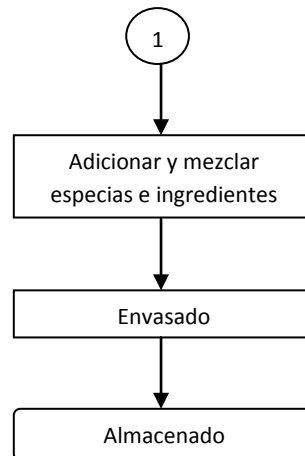 1
Adicionar y mezclar
especias e ingredientes
Envasado
Almacenado